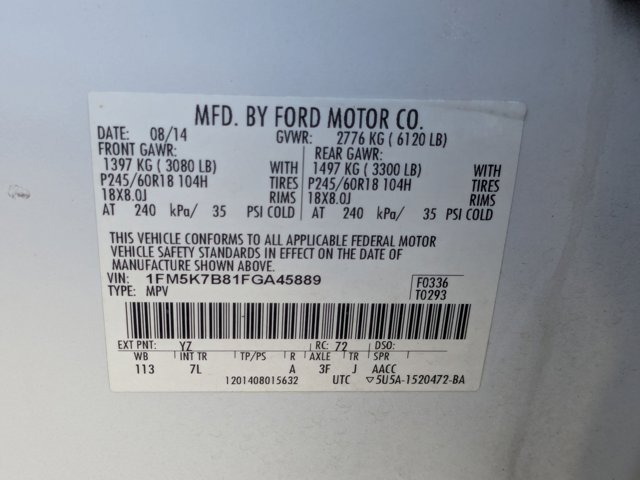 MFD. BY FORD MOTOR CO.
DATE: 08/14 GVWR: 2776 KG ( 6120 LB)
FRONT GAWR: REAR GAWR:
1397 KG ( 3080 LB) WITH 1497 KG ( 3300 LB) WITH
P245/60R18 104H TIRES P245/60R18 104H TIRES
18X8.0J RIMS 18X8.0J RIMS
AT 240 kPa/ 35 PSI COLD AT 240 kPa/ 35 PSI COLD
THIS VEHICLE CONFORMS TO ALL APPLICABLE FEDERAL MOTOR
VEHICLE SAFETY STANDARDS IN EFFECT ON THE DATE OF
MANUFACTURE SHOWN ABOVE.
VIN: 1FM5K7B81FGA45889 F0336
TYPE: MPV T0293
EXT PNT: YZ RC: 72 DSO:
WB INT TR TP/PS R AXLE TR SPR
113 7L A 3F J AACC
1201408015632 UTC ▽5U5A-1520472-BA